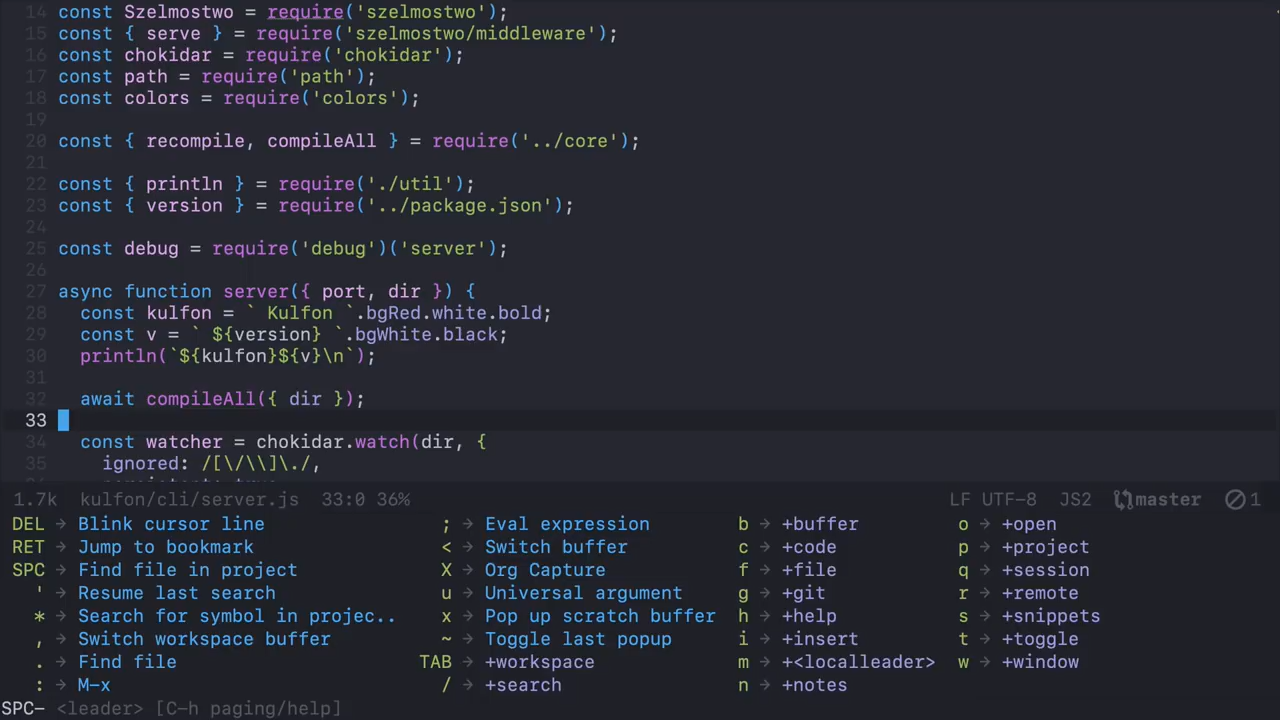 14 const Szelmostwo = require('szelmostwo');
15 const { serve } = require('szelmostwo/middleware');
16 const chokidar = require('chokidar');
17 const path = require('path');
18 const colors = require('colors');
19
20 const { recompile, compileAll } = require('../core');
21
22 const { println } = require('./util');
23 const { version } = require('../package.json');
24
25 const debug = require('debug')('server');
26
27 async function server({ port, dir }) {
28 const kulfon = ` Kulfon `.bgRed.white.bold;
29 const v = ` ${version} `.bgWhite.black;
30 println(`${kulfon}${v}\n`);
31
32 await compileAll({ dir });
33
34 const watcher = chokidar.watch(dir, {
35 ignored: /[\/\\]\./,
1.7k kulfon/cli/server.js 33:0 36% LF UTF-8 JS2 master 1
DEL → Blink cursor line ; → Eval expression b → +buffer o → +open
RET → Jump to bookmark < → Switch buffer c → +code p → +project
SPC → Find file in project X → Org Capture f → +file q → +session
' → Resume last search u → Universal argument g → +git r → +remote
* → Search for symbol in projec.. x → Pop up scratch buffer h → +help s → +snippets
, → Switch workspace buffer ~ → Toggle last popup i → +insert t → +toggle
. → Find file TAB → +workspace m → +<localleader> w → +window
: → M-x / → +search n → +notes
SPC- <leader> [C-h paging/help]